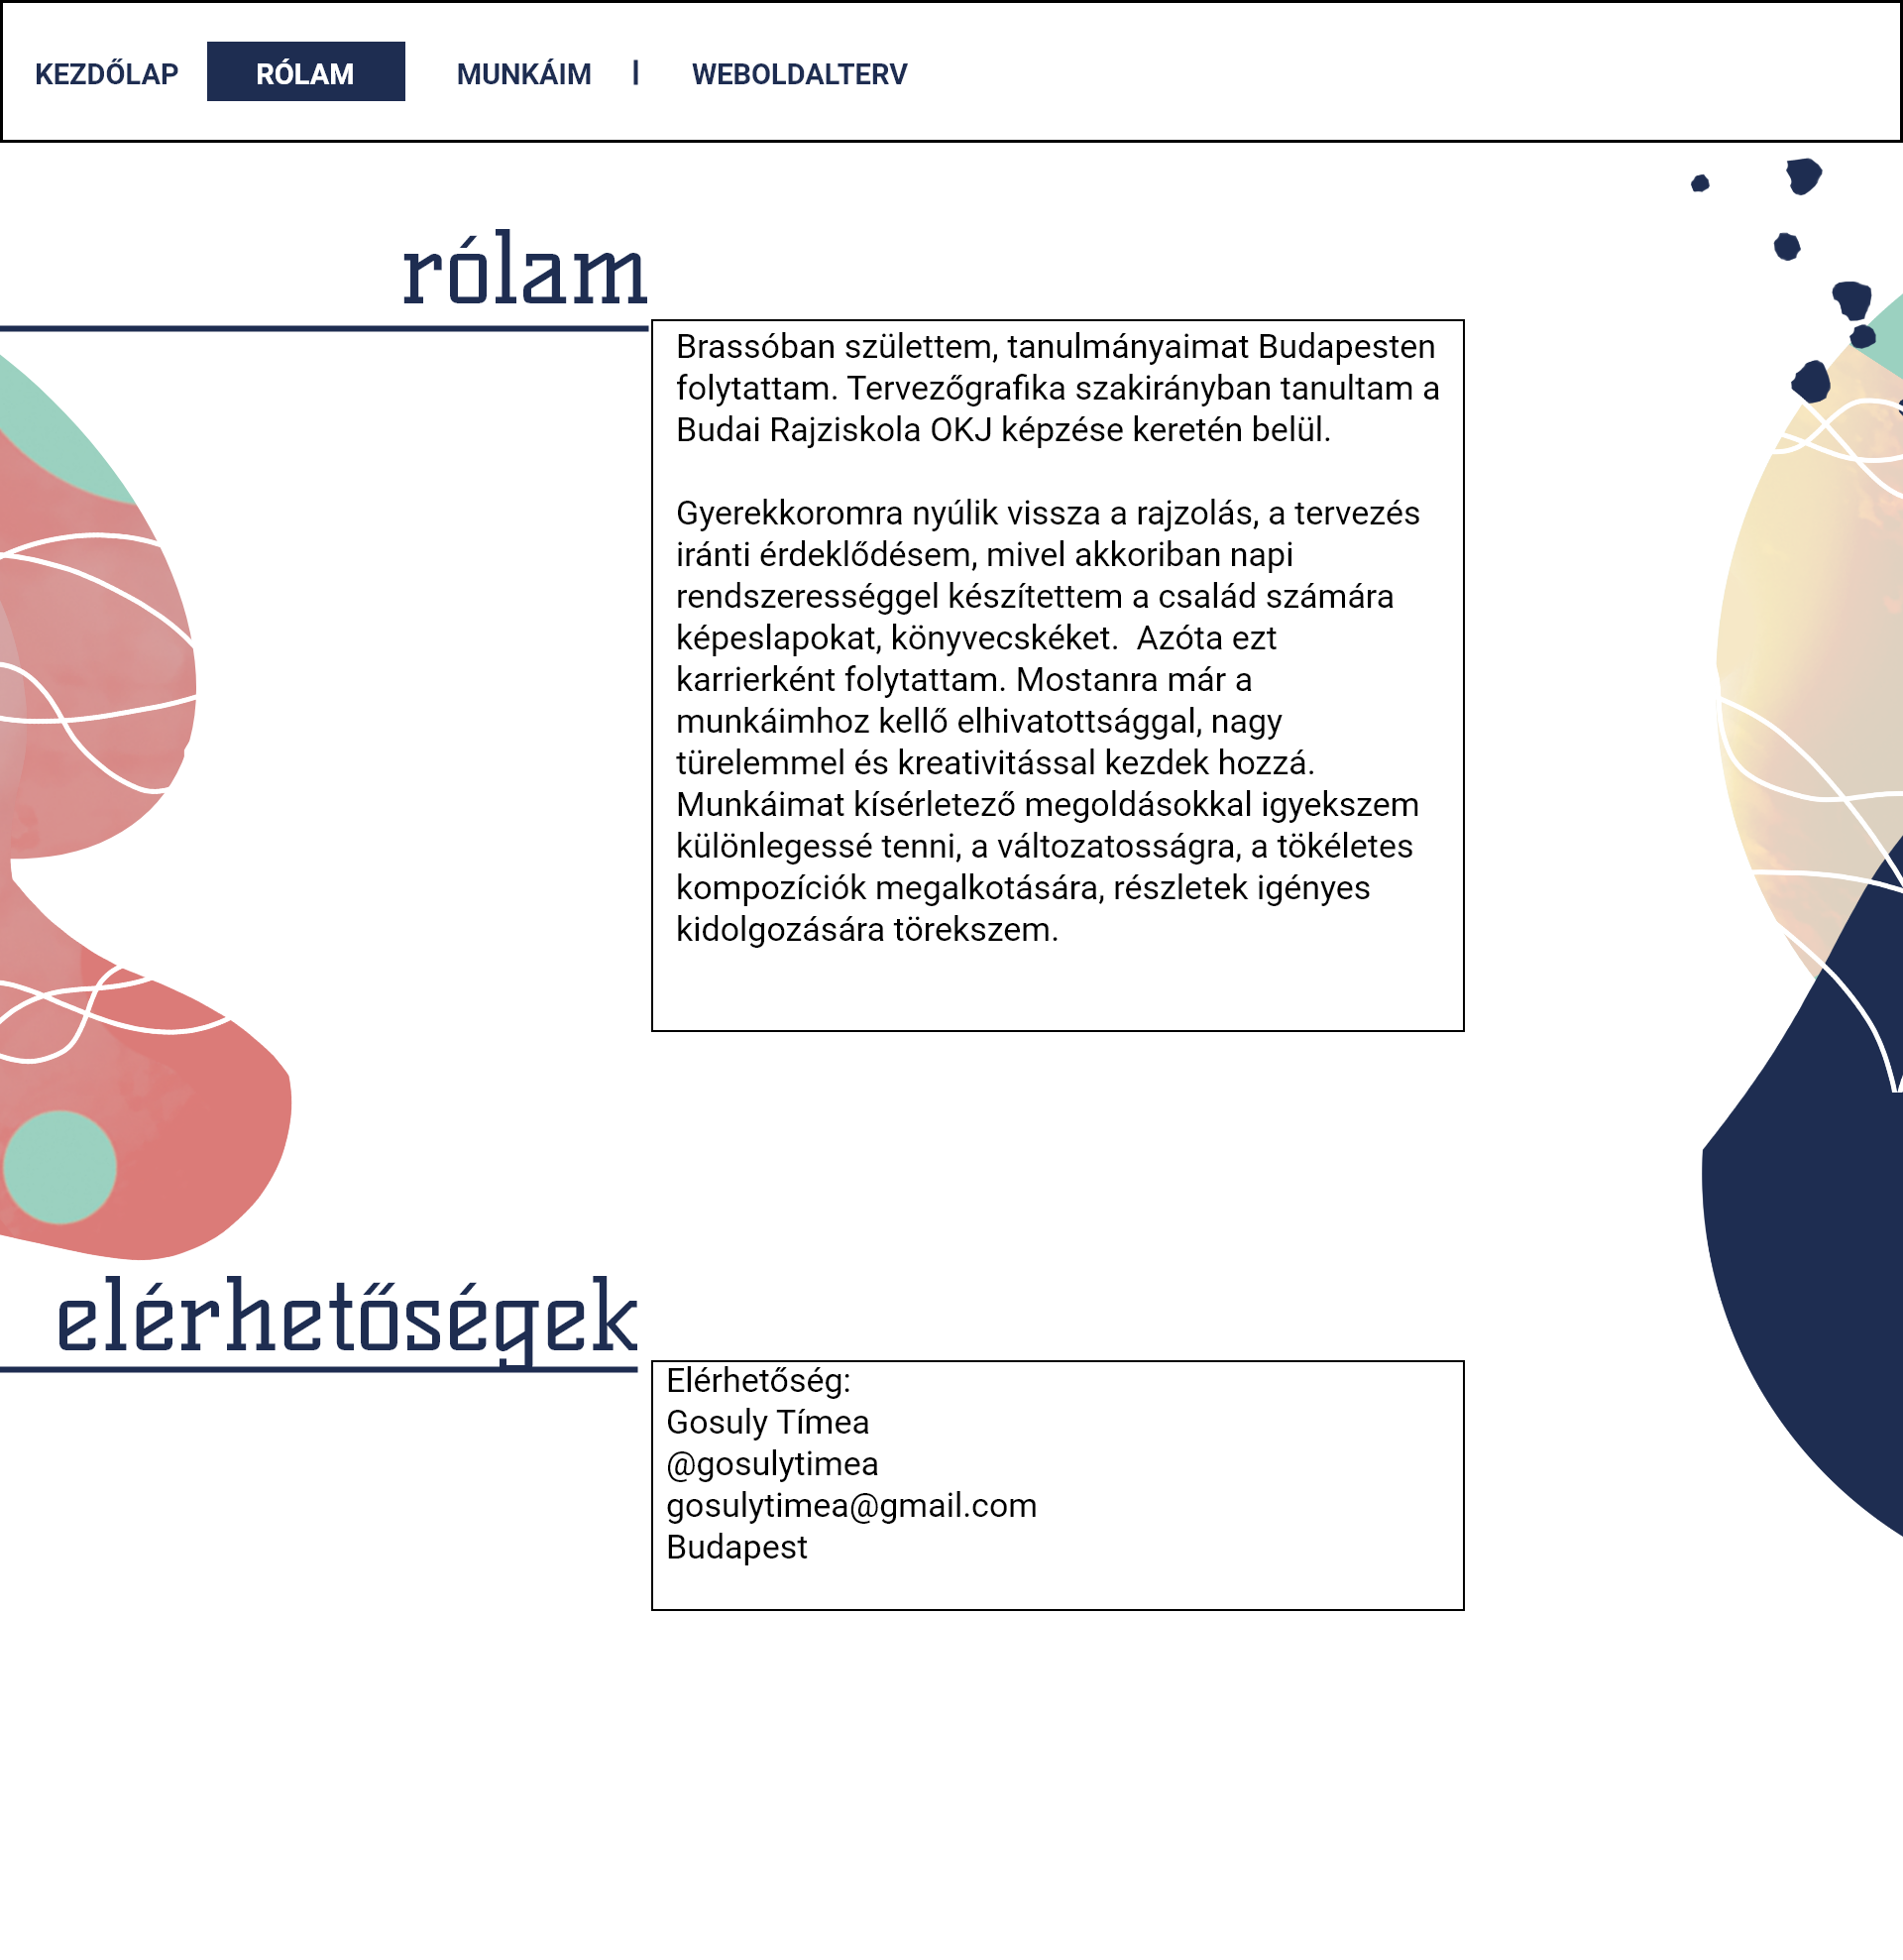 KEZDŐLAP RÓLAM MUNKÁIM | WEBOLDALTERV
rólam
Brassóban születtem, tanulmányaimat Budapesten
folytattam. Tervezőgrafika szakirányban tanultam a
Budai Rajziskola OKJ képzése keretén belül.
Gyerekkoromra nyúlik vissza a rajzolás, a tervezés
iránti érdeklődésem, mivel akkoriban napi
rendszerességgel készítettem a család számára
képeslapokat, könyvecskéket.  Azóta ezt
karrierként folytattam. Mostanra már a
munkáimhoz kellő elhivatottsággal, nagy
türelemmel és kreativitással kezdek hozzá.
Munkáimat kísérletező megoldásokkal igyekszem
különlegessé tenni, a változatosságra, a tökéletes
kompozíciók megalkotására, részletek igényes
kidolgozására törekszem.
elérhetőségek
Elérhetőség:
Gosuly Tímea
@gosulytimea
gosulytimea@gmail.com
Budapest